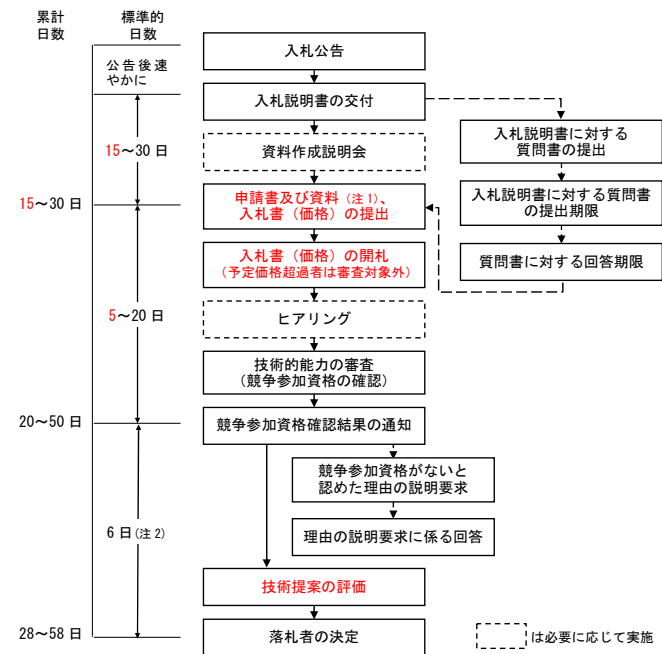 累計
日数
標準的
日数
公告後速
やかに
入札公告
入札説明書の交付
15～30 日
資料作成説明会
入札説明書に対する
質問書の提出
15～30 日
申請書及び資料（注 1）、
入札書（価格）の提出
入札説明書に対する質問書
の提出期限
入札書（価格）の開札
（予定価格超過者は審査対象外）
質問書に対する回答期限
5～20 日
ヒアリング
技術的能力の審査
（競争参加資格の確認）
20～50 日
競争参加資格確認結果の通知
競争参加資格がないと
認めた理由の説明要求
6 日（注 2）
理由の説明要求に係る回答
技術提案の評価
28～58 日
落札者の決定
は必要に応じて実施